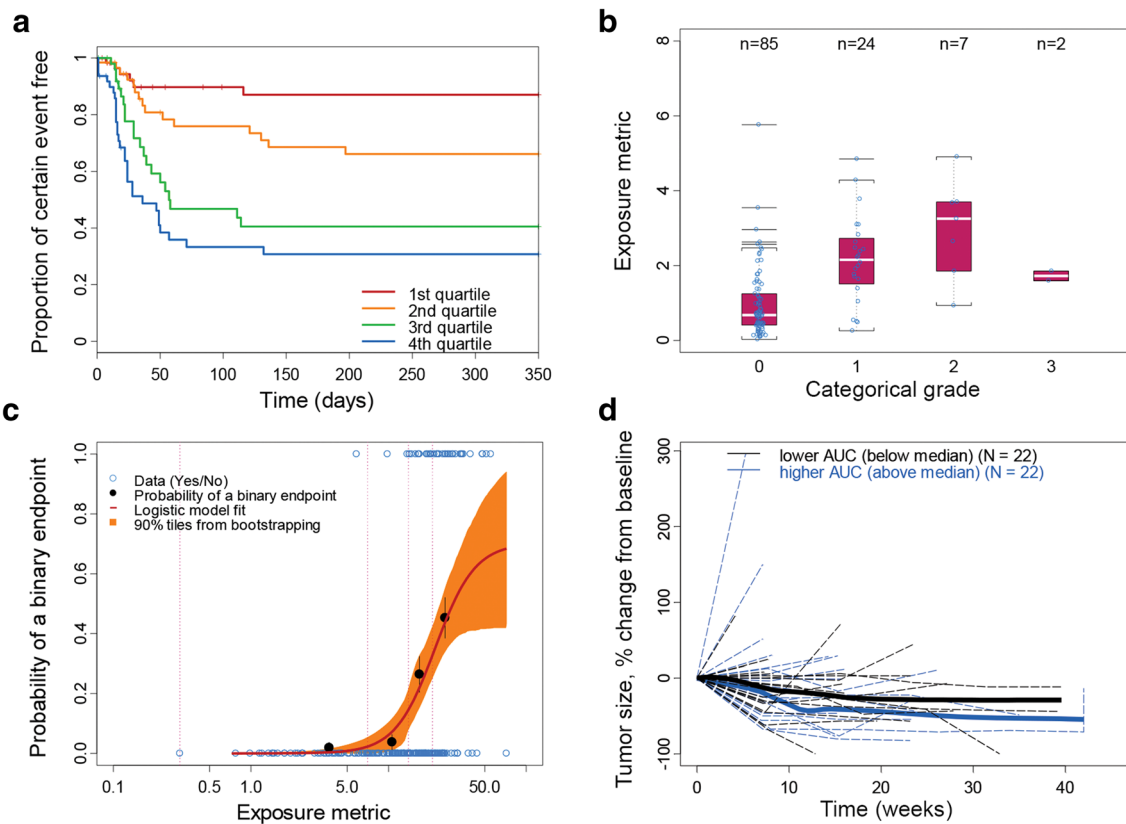 a
Proportion of certain event free
1
0.8
0.6
0.4
0.2
0
1st quartile
2nd quartile
3rd quartile
4th quartile
0 50 100 150 200 250 300 350
Time (days)
b
Exposure metric
8
6
4
2
0
n=85 n=24 n=7 n=2
0 1 2 3
Categorical grade
c
Probability of a binary endpoint
1.0
0.8
0.6
0.4
0.2
0.0
Data (Yes/No)
Probability of a binary endpoint
Logistic model fit
90% tiles from bootstrapping
0.1 0.5 1.0 5.0 50.0
Exposure metric
d
Tumor size, % change from baseline
300
200
100
0
-100
lower AUC (below median) (N = 22)
higher AUC (above median) (N = 22)
0 10 20 30 40
Time (weeks)